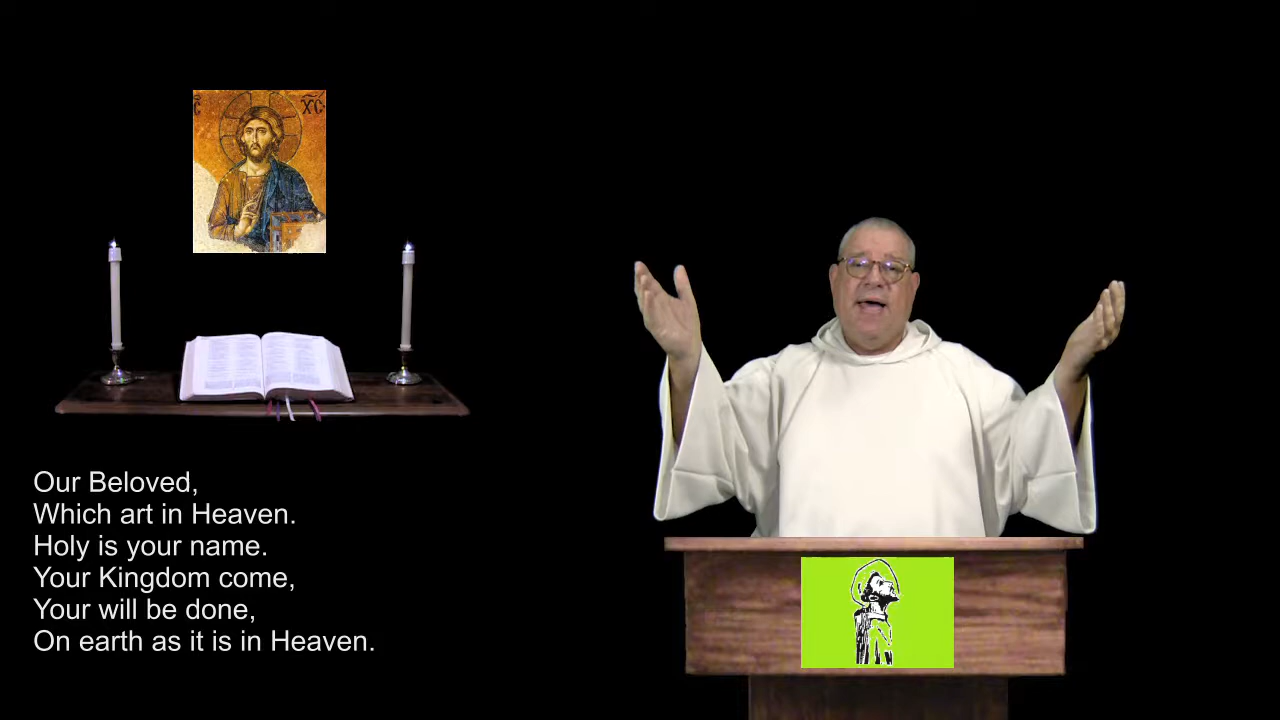 C
XC
Our Beloved,
Which art in Heaven.
Holy is your name.
Your Kingdom come,
Your will be done,
On earth as it is in Heaven.